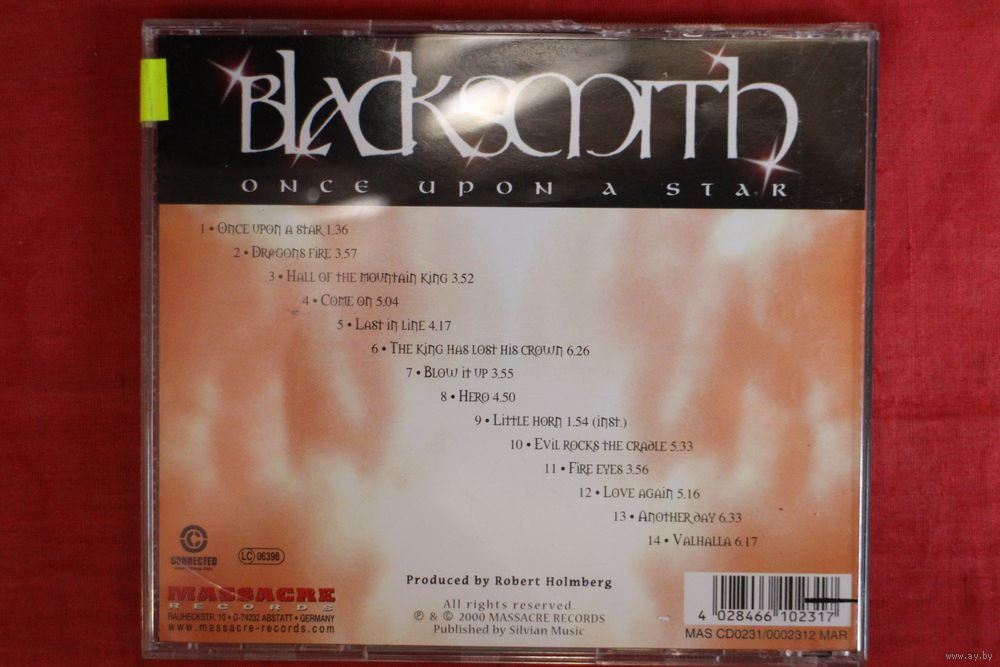 BLACKSMITH
ONCE UPON A STAR
1 • ONCE UPON A STAR 1.36
2 • DRAGONS FIRE 3.57
3 • HALL OF THE MOUNTAIN KING 3.52
4 • COME ON 5.04
5 • LAST IN LINE 4.17
6 • THE KING HAS LOST HIS CROWN 6.26
7 • BLOW IT UP 3.55
8 • HERO 4.50
9 • LITTLE HORN 1.54 (INST.)
10 • EVIL ROCKS THE CRADLE 5.33
11 • FIRE EYES 3.56
12 • LOVE AGAIN 5.16
13 • ANOTHER DAY 6.33
14 • VALHALLA 6.17
CONNECTED
LC 06398
MASSACRE
RECORDS
RAUHECKSTR. 10 • D-74232 ABSTATT • GERMANY
www.massacre-records.com
Produced by Robert Holmberg
All rights reserved.
℗ & © 2000 MASSACRE RECORDS
Published by Silvian Music
4 028466 102317
MAS CD0231/0002312 MAR
www.ay.by